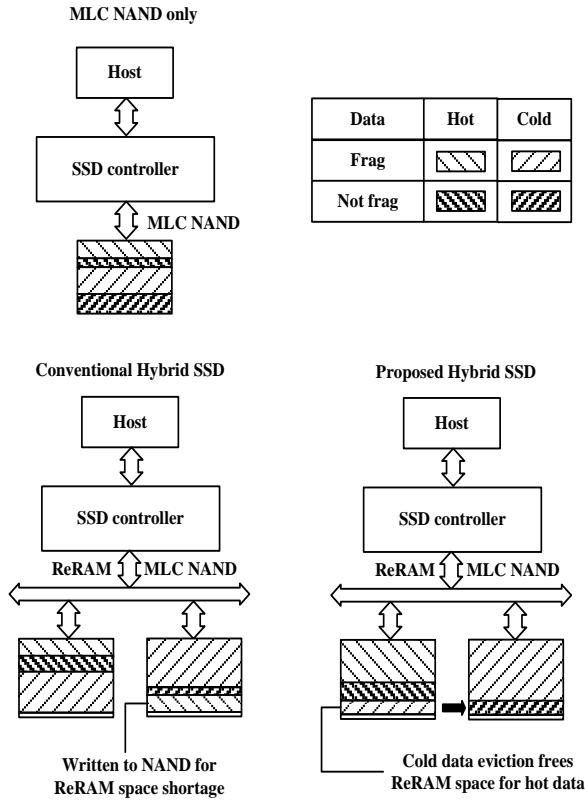 MLC NAND only
Host
SSD controller
MLC NAND
Data Hot Cold
Frag
Not frag
Conventional Hybrid SSD
Host
SSD controller
ReRAM MLC NAND
Written to NAND for
ReRAM space shortage
Proposed Hybrid SSD
Host
SSD controller
ReRAM MLC NAND
Cold data eviction frees
ReRAM space for hot data